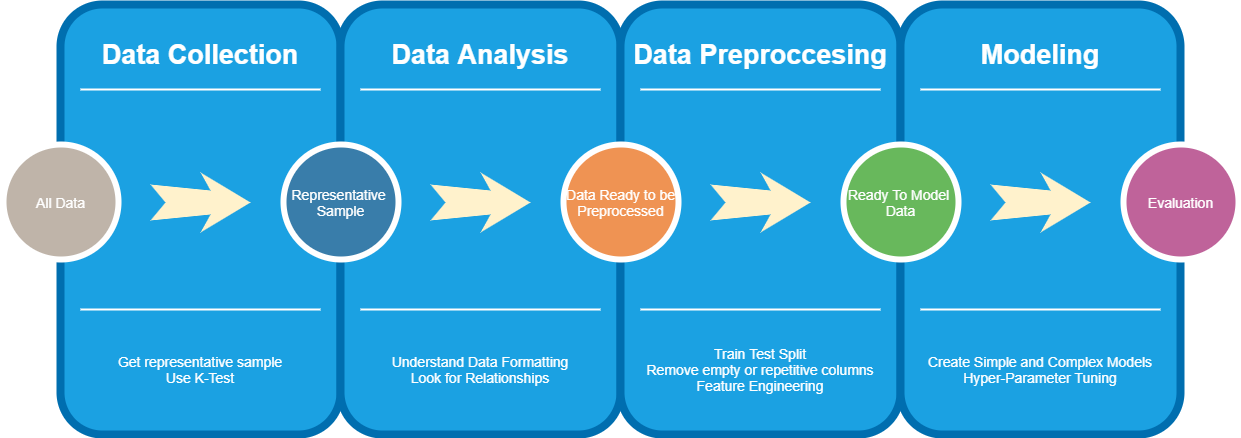 Data Collection
Data Analysis
Data Preproccesing
Modeling
All Data
Representative
Sample
Data Ready to be
Preprocessed
Ready To Model
Data
Evaluation
Get representative sample
Use K-Test
Understand Data Formatting
Look for Relationships
Train Test Split
Remove empty or repetitive columns
Feature Engineering
Create Simple and Complex Models
Hyper-Parameter Tuning